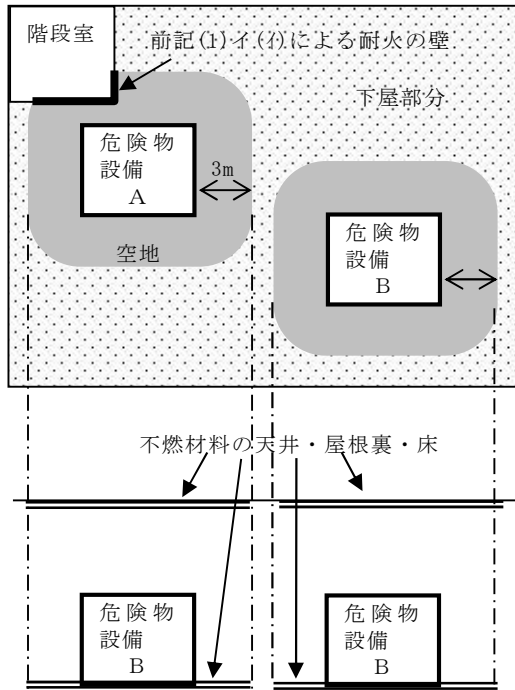 階段室
前記(1)イ(ｲ)による耐火の壁
下屋部分
危険物
設備
A
3m
空地
危険物
設備
B
不燃材料の天井・屋根裏・床
危険物
設備
B
危険物
設備
B